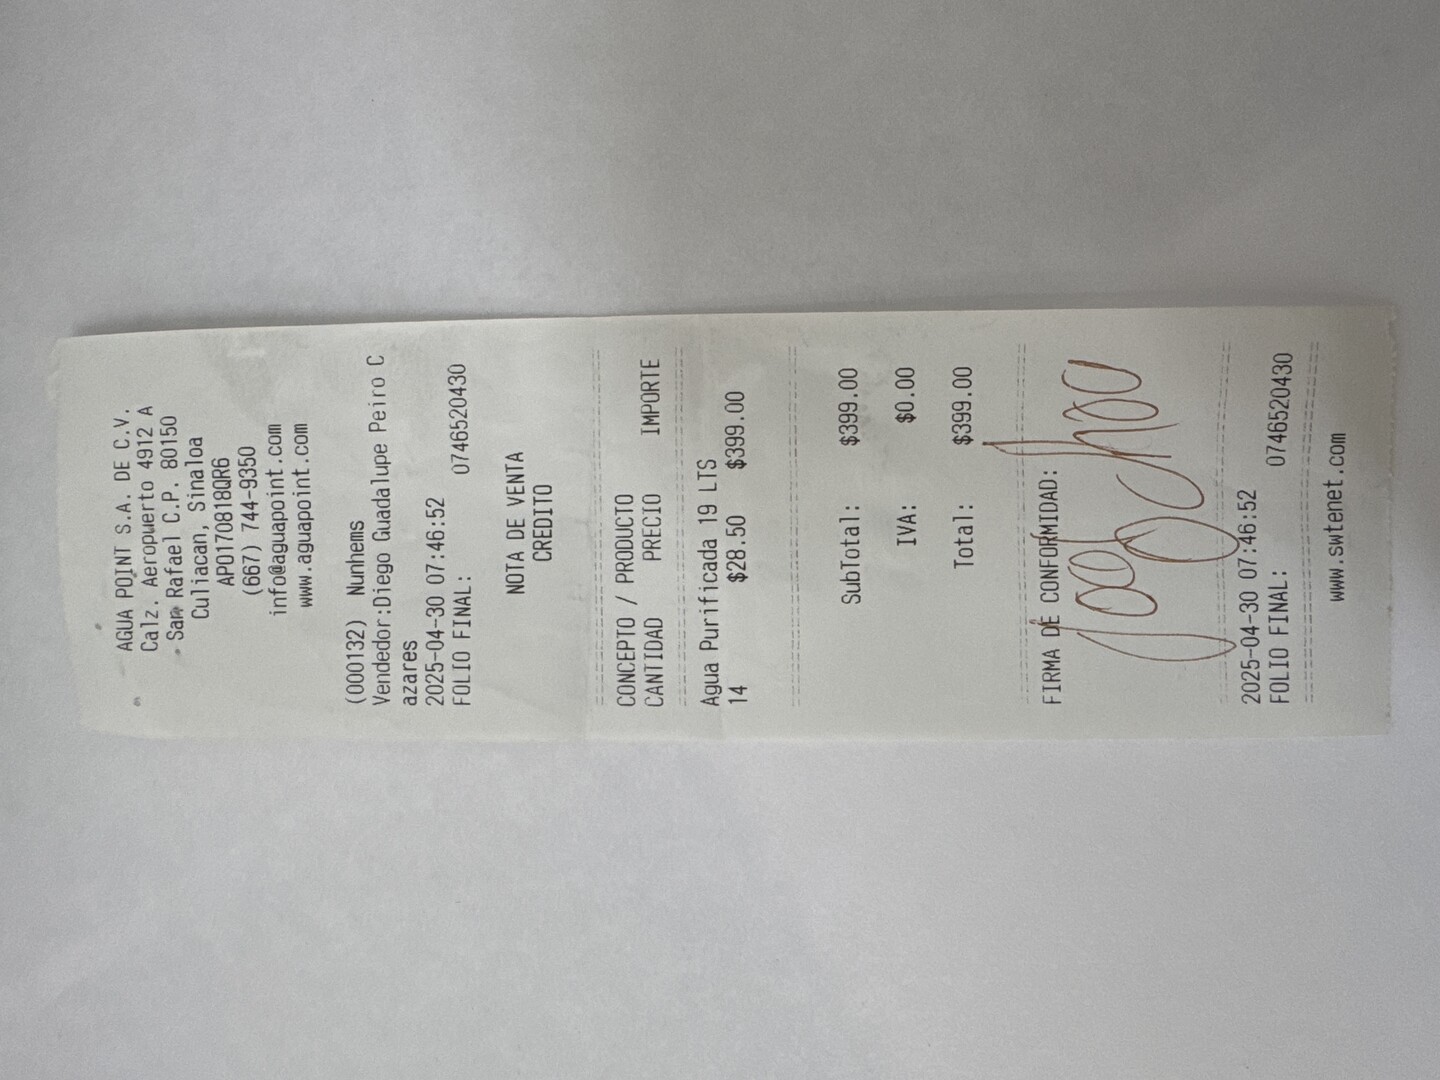 AGUA POINT S.A. DE C.V.
Calz. Aeropuerto 4912 A
San Rafael C.P. 80150
Culiacan, Sinaloa
APO170818QR6
(667) 744-9350
info@aguapoint.com
www.aguapoint.com
(000132) Nunhems
Vendedor:Diego Guadalupe Peiro C
azares
2025-04-30 07:46:52
FOLIO FINAL: 0746520430
NOTA DE VENTA
CREDITO
CONCEPTO / PRODUCTO
CANTIDAD PRECIO IMPORTE
Agua Purificada 19 LTS
14 $28.50 $399.00
SubTotal: $399.00
IVA: $0.00
Total: $399.00
FIRMA DE CONFORMIDAD:
2025-04-30 07:46:52
FOLIO FINAL: 0746520430
www.swtenet.com